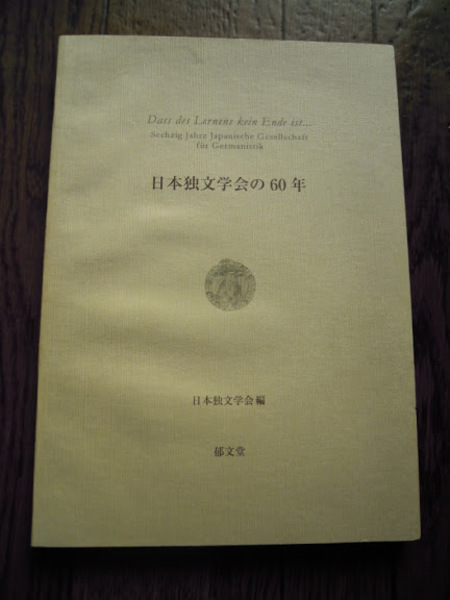 Dass des Lernens kein Ende ist...
Sechzig Jahre Japanische Gesellschaft
für Germanistik
日本独文学会の60年
日本独文学会編
郁文堂